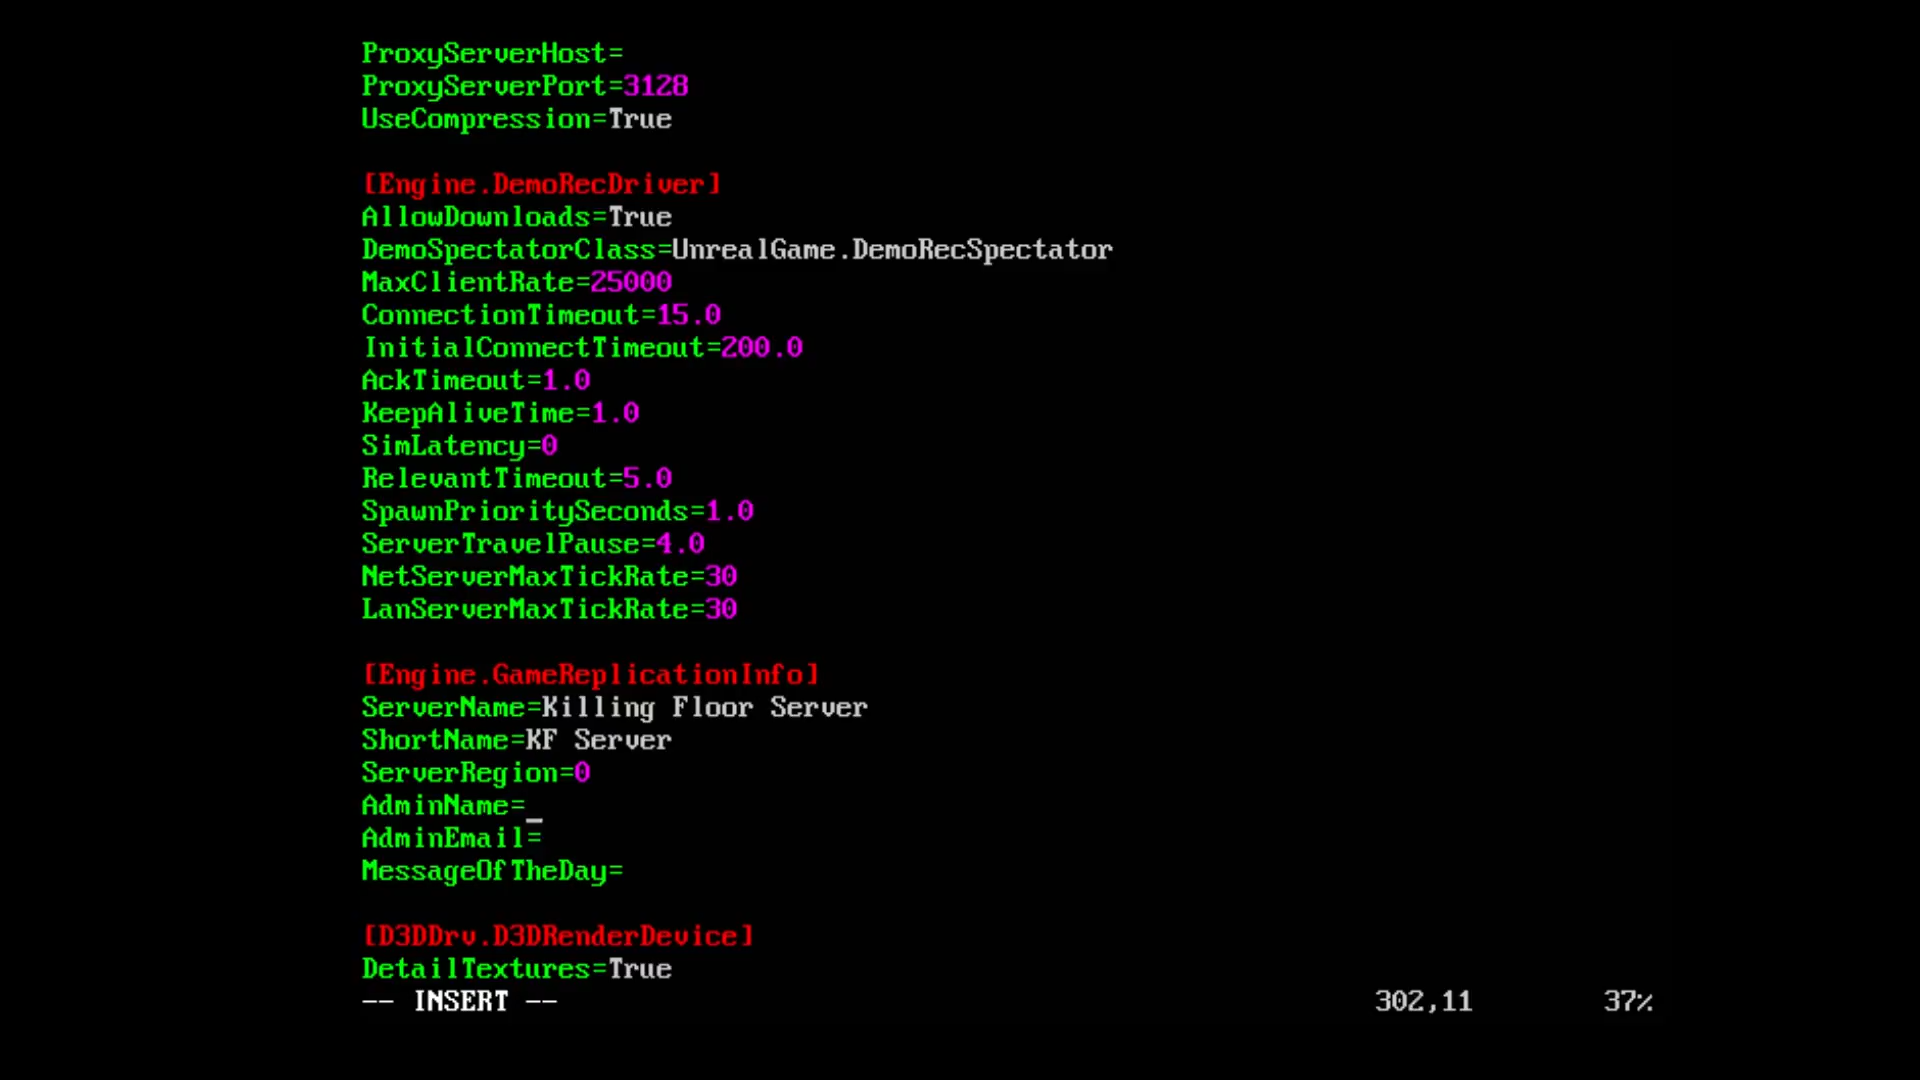 ProxyServerHost=
ProxyServerPort=3128
UseCompression=True
[Engine.DemoRecDriver]
AllowDownloads=True
DemoSpectatorClass=UnrealGame.DemoRecSpectator
MaxClientRate=25000
ConnectionTimeout=15.0
InitialConnectTimeout=200.0
AckTimeout=1.0
KeepAliveTime=1.0
SimLatency=0
RelevantTimeout=5.0
SpawnPrioritySeconds=1.0
ServerTravelPause=4.0
NetServerMaxTickRate=30
LanServerMaxTickRate=30
[Engine.GameReplicationInfo]
ServerName=Killing Floor Server
ShortName=KF Server
ServerRegion=0
AdminName=
AdminEmail=
MessageOfTheDay=
[D3DDrv.D3DRenderDevice]
DetailTextures=True
-- INSERT -- 302,11 37%